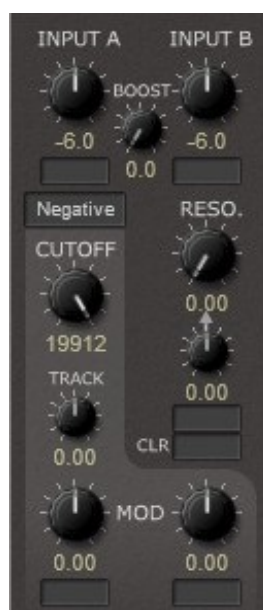 INPUT A INPUT B
BOOST
-6.0 -6.0
0.0
Negative RESO.
CUTOFF
0.00
19912
TRACK
0.00
0.00
CLR
MOD
0.00 0.00